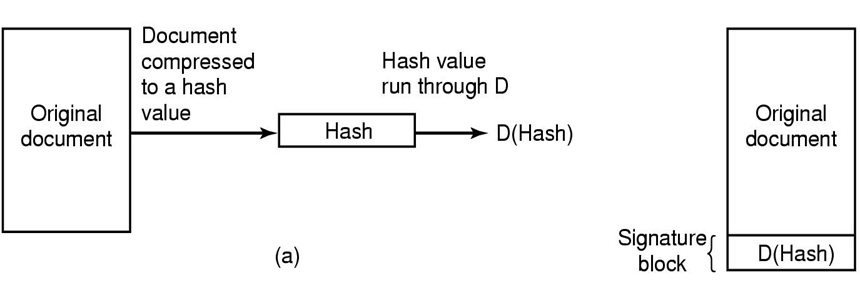 Original
document
Document
compressed
to a hash
value
Hash
Hash value
run through D
D(Hash)
(a)
Original
document
Signature
block
D(Hash)